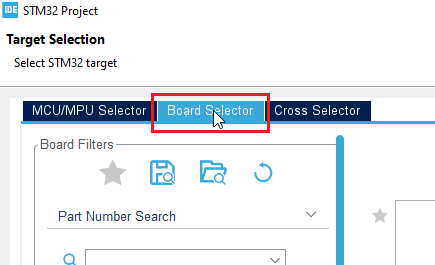 IDE STM32 Project
Target Selection
Select STM32 target
MCU/MPU Selector Board Selector Cross Selector
Board Filters
Part Number Search